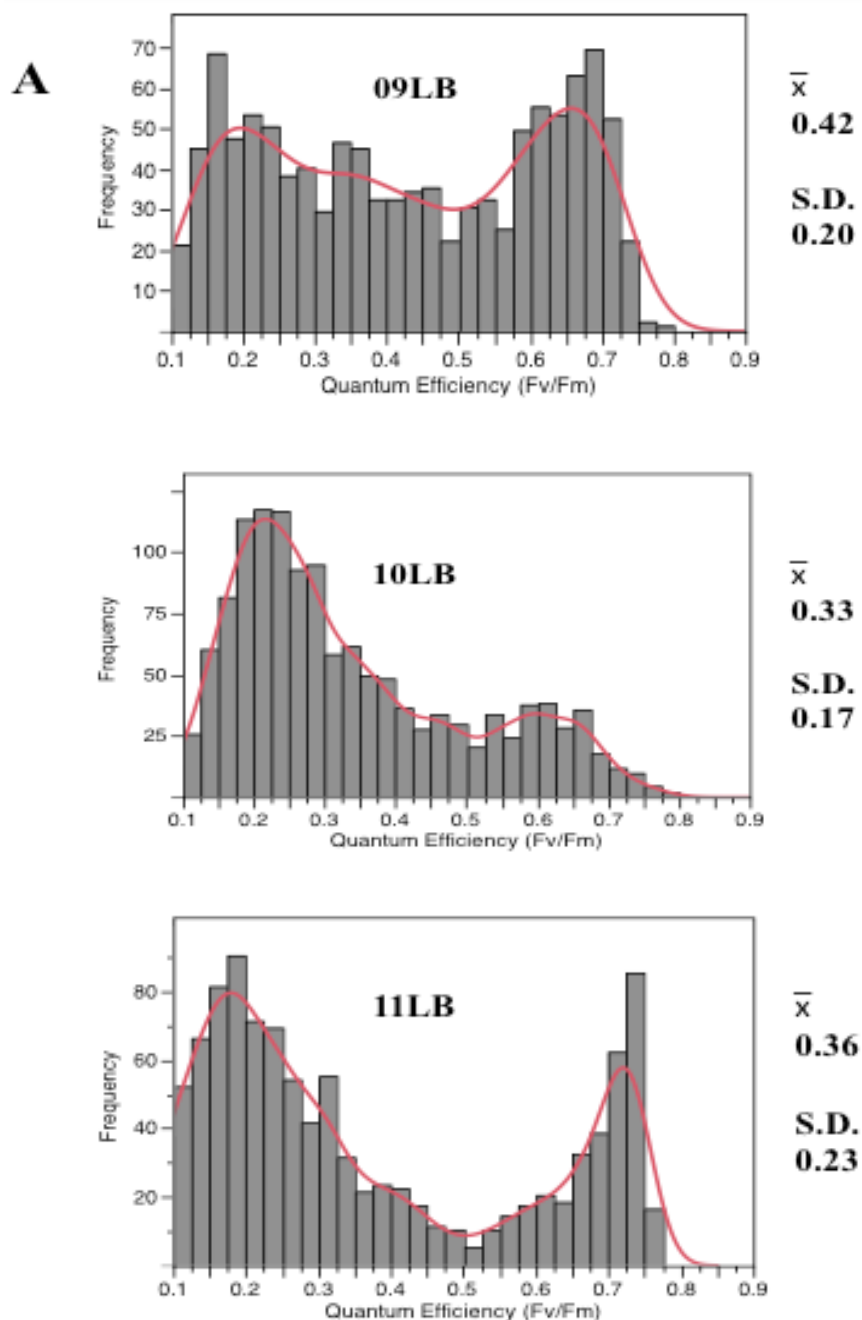 A
09LB
x̄
0.42
S.D.
0.20
Frequency
70
60
50
40
30
20
10
0.1 0.2 0.3 0.4 0.5 0.6 0.7 0.8 0.9
Quantum Efficiency (Fv/Fm)
10LB
x̄
0.33
S.D.
0.17
Frequency
100
75
50
25
0.1 0.2 0.3 0.4 0.5 0.6 0.7 0.8 0.9
Quantum Efficiency (Fv/Fm)
11LB
x̄
0.36
S.D.
0.23
Frequency
80
60
40
20
0.1 0.2 0.3 0.4 0.5 0.6 0.7 0.8 0.9
Quantum Efficiency (Fv/Fm)